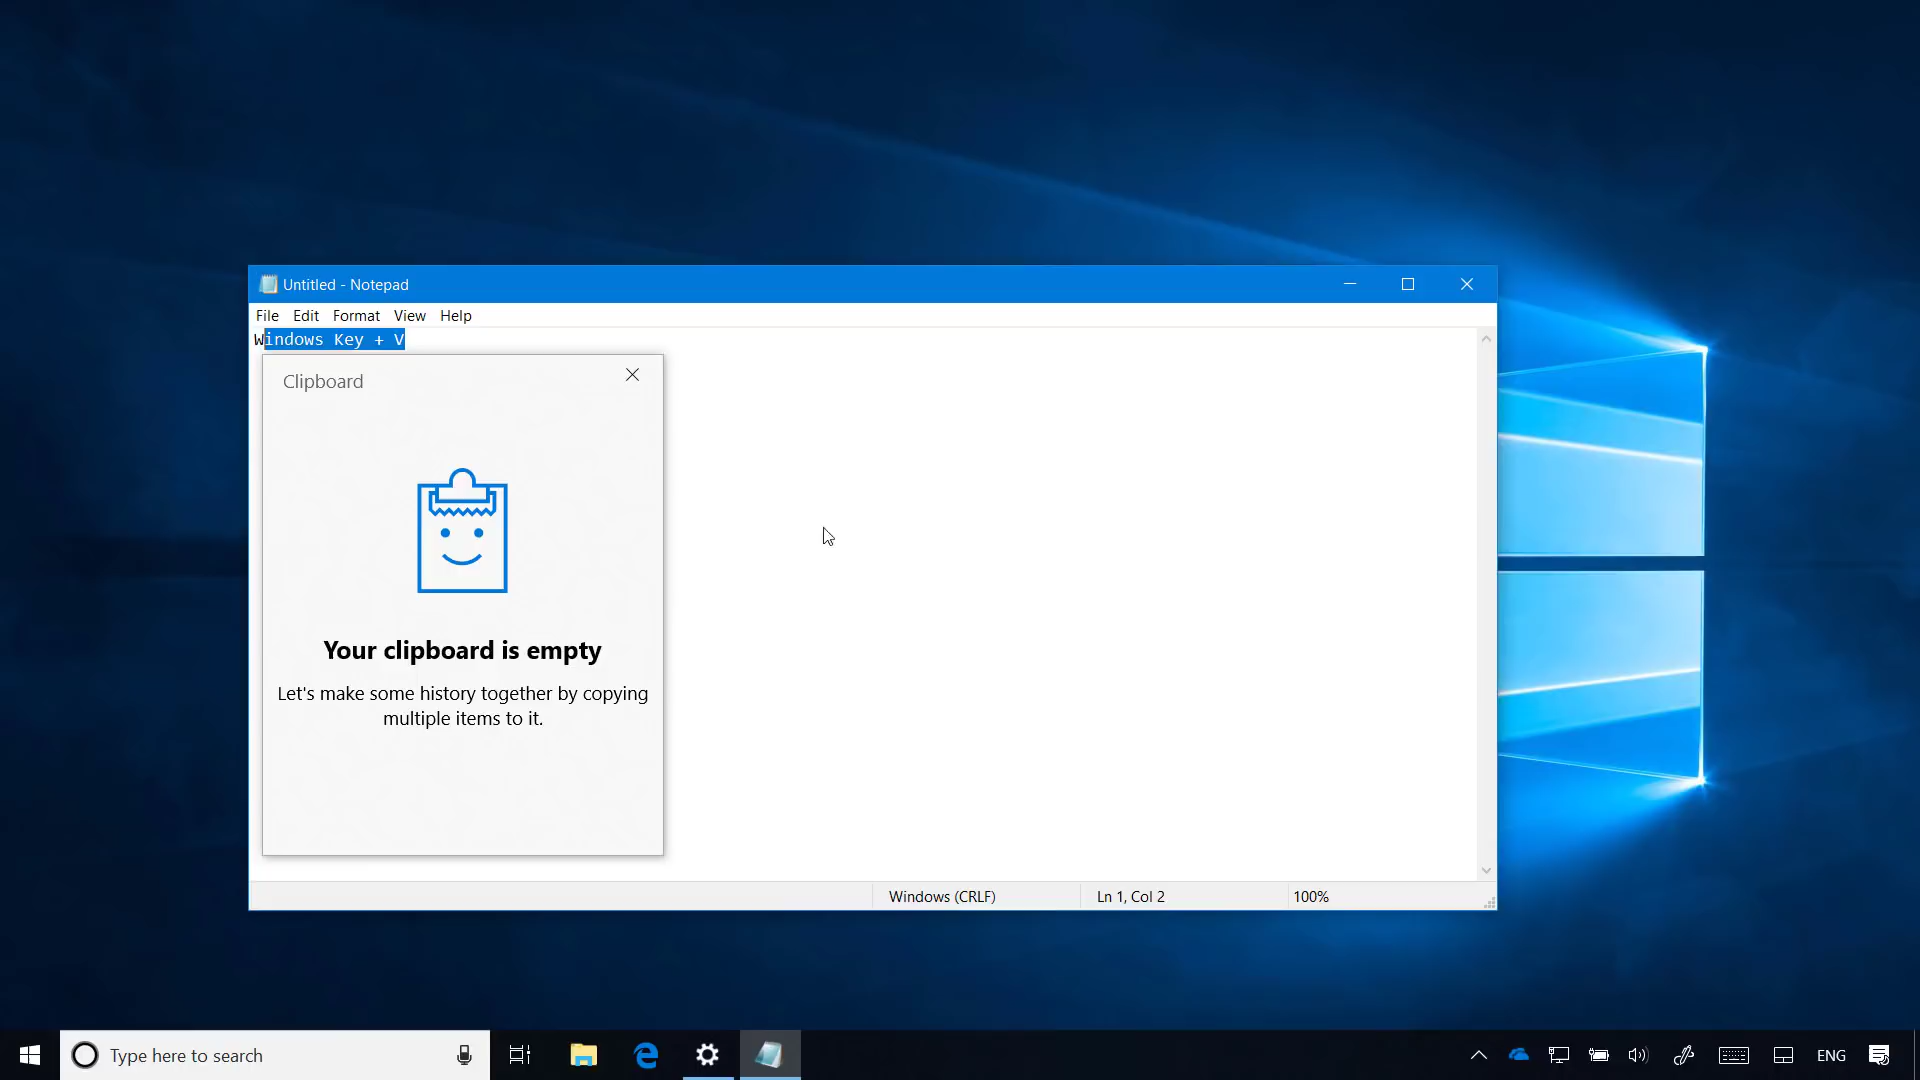 Untitled - Notepad
File Edit Format View Help
Windows Key + V
Clipboard
Your clipboard is empty
Let's make some history together by copying
multiple items to it.
Windows (CRLF) Ln 1, Col 2 100%
Type here to search ENG